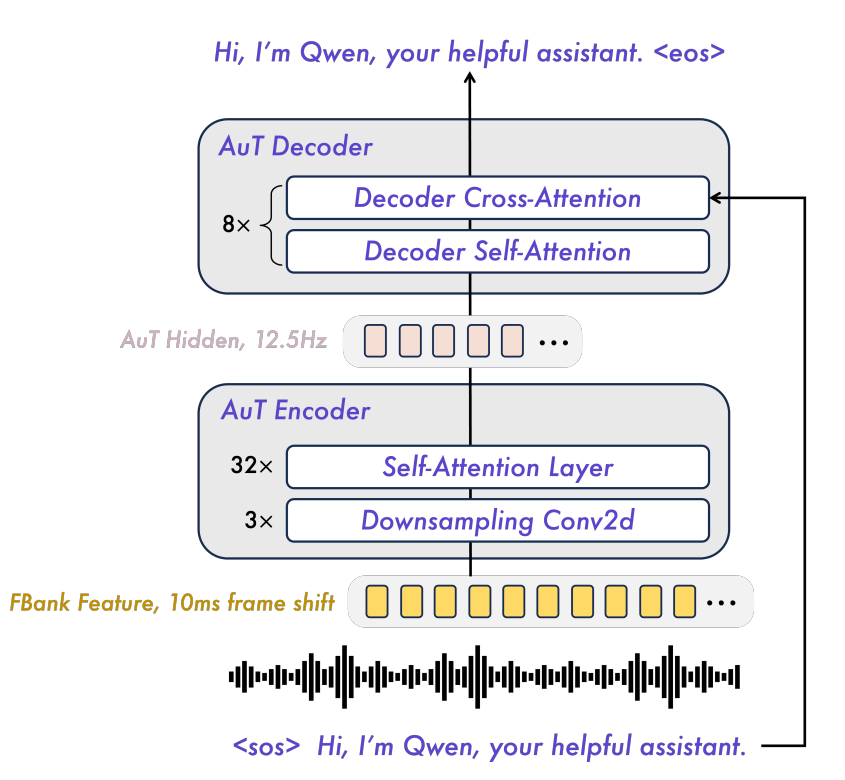 Hi, I'm Qwen, your helpful assistant. <eos>
AuT Decoder
Decoder Cross-Attention
8×
Decoder Self-Attention
AuT Hidden, 12.5Hz
...
AuT Encoder
32×
Self-Attention Layer
3×
Downsampling Conv2d
FBank Feature, 10ms frame shift
...
<sos> Hi, I'm Qwen, your helpful assistant.